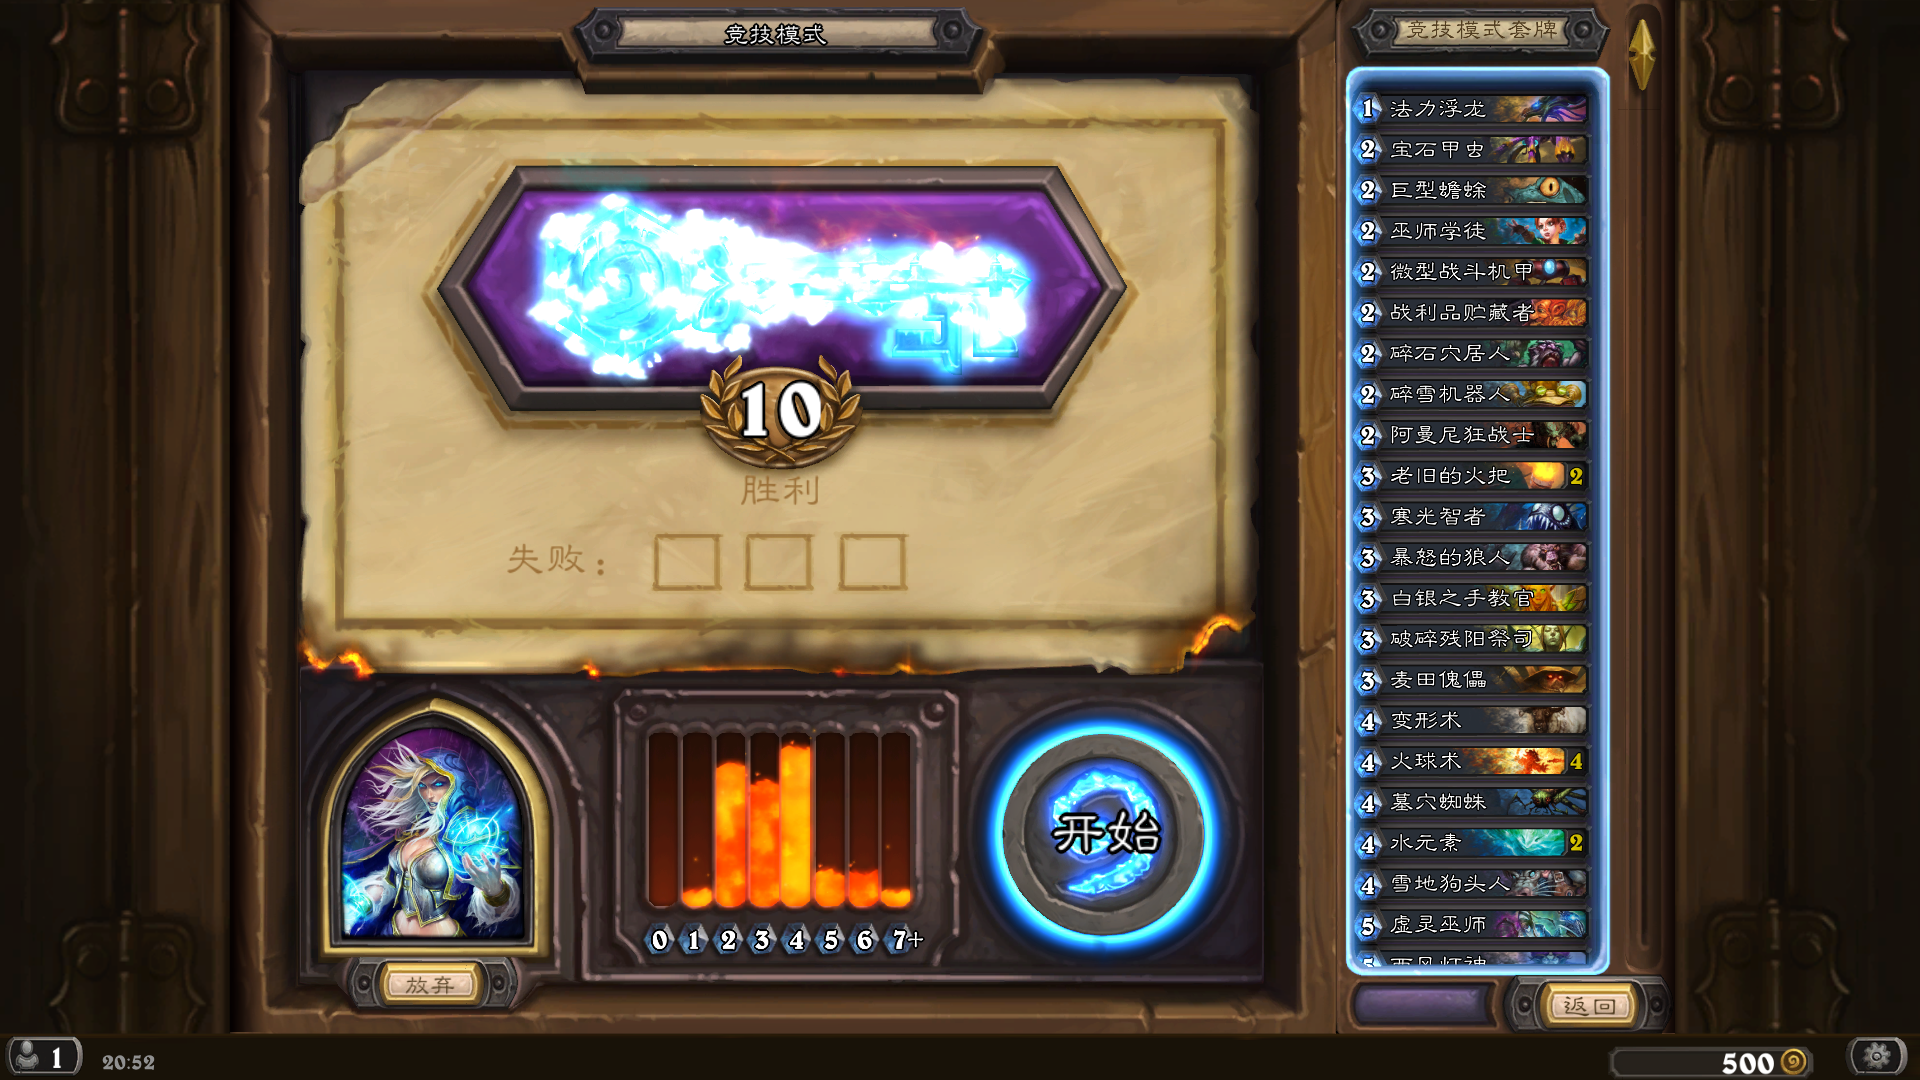 竞技模式
10
胜利
失败：
0 1 2 3 4 5 6 7+
开始
放弃
竞技模式套牌
1 法力浮龙
2 宝石甲虫
2 巨型蟾蜍
2 巫师学徒
2 微型战斗机甲
2 战利品贮藏者
2 碎石穴居人
2 碎雪机器人
2 阿曼尼狂战士
3 老旧的火把 2
3 寒光智者
3 暴怒的狼人
3 白银之手教官
3 破碎残阳祭司
3 麦田傀儡
4 变形术
4 火球术 4
4 墓穴蜘蛛
4 水元素 2
4 雪地狗头人
5 虚灵巫师
返回
1
20:52
500